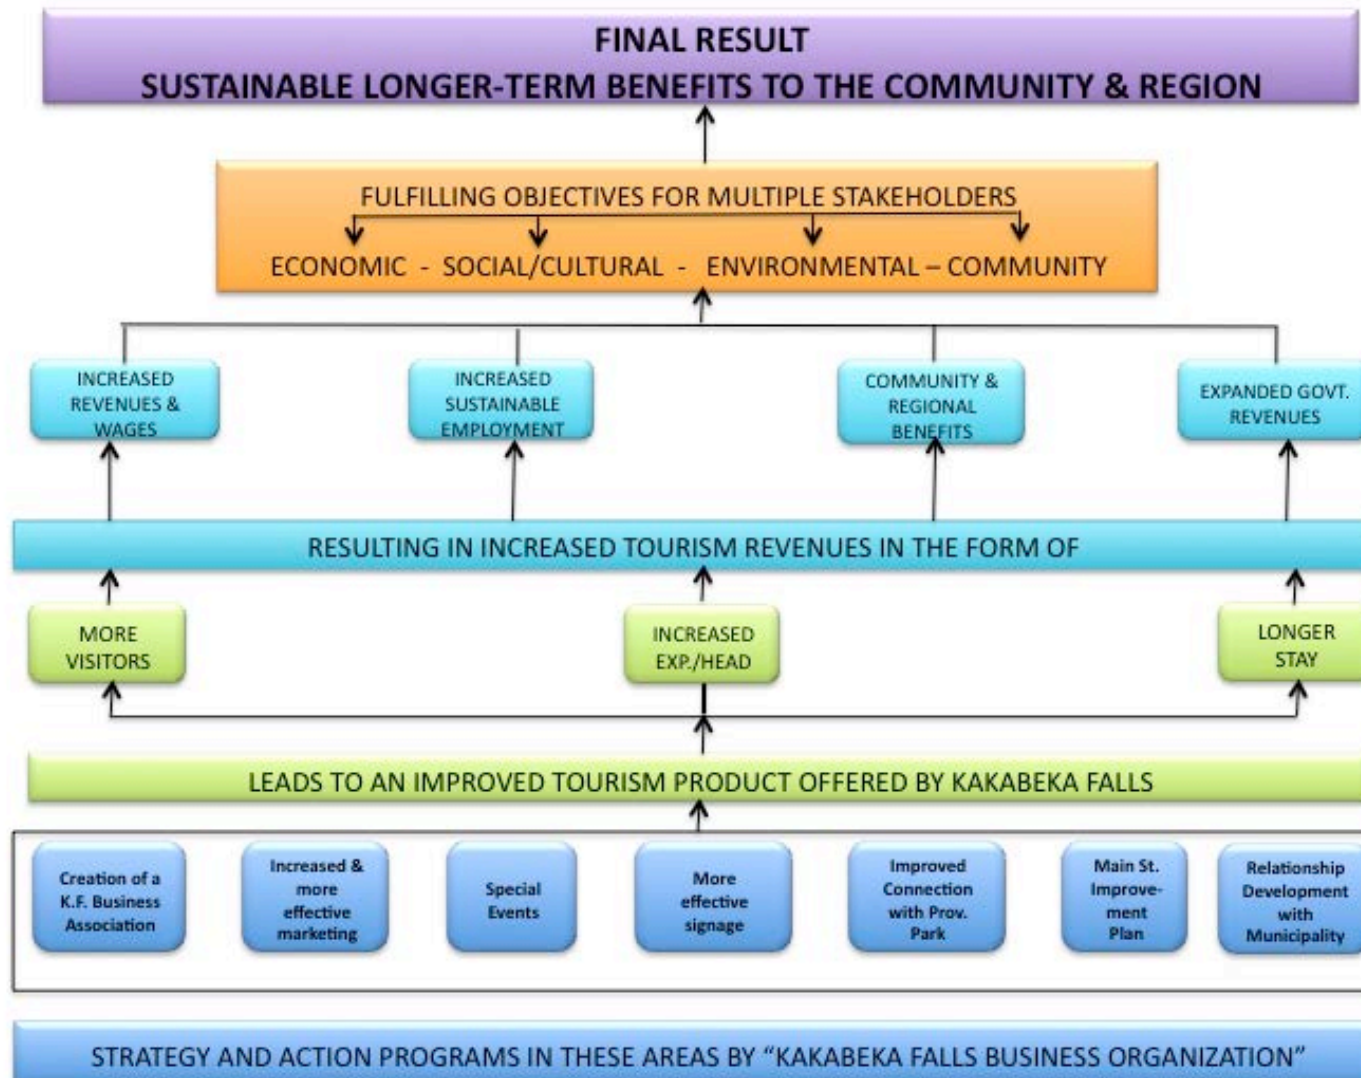 FINAL RESULT
SUSTAINABLE LONGER-TERM BENEFITS TO THE COMMUNITY & REGION
FULFILLING OBJECTIVES FOR MULTIPLE STAKEHOLDERS
ECONOMIC - SOCIAL/CULTURAL - ENVIRONMENTAL – COMMUNITY
INCREASED
REVENUES &
WAGES
INCREASED
SUSTAINABLE
EMPLOYMENT
COMMUNITY &
REGIONAL
BENEFITS
EXPANDED GOVT.
REVENUES
RESULTING IN INCREASED TOURISM REVENUES IN THE FORM OF
MORE
VISITORS
INCREASED
EXP./HEAD
LONGER
STAY
LEADS TO AN IMPROVED TOURISM PRODUCT OFFERED BY KAKABEKA FALLS
Creation of a
K.F. Business
Association
Increased &
more
effective
marketing
Special
Events
More
effective
signage
Improved
Connection
with Prov.
Park
Main St.
Improve-
ment
Plan
Relationship
Development
with
Municipality
STRATEGY AND ACTION PROGRAMS IN THESE AREAS BY “KAKABEKA FALLS BUSINESS ORGANIZATION”